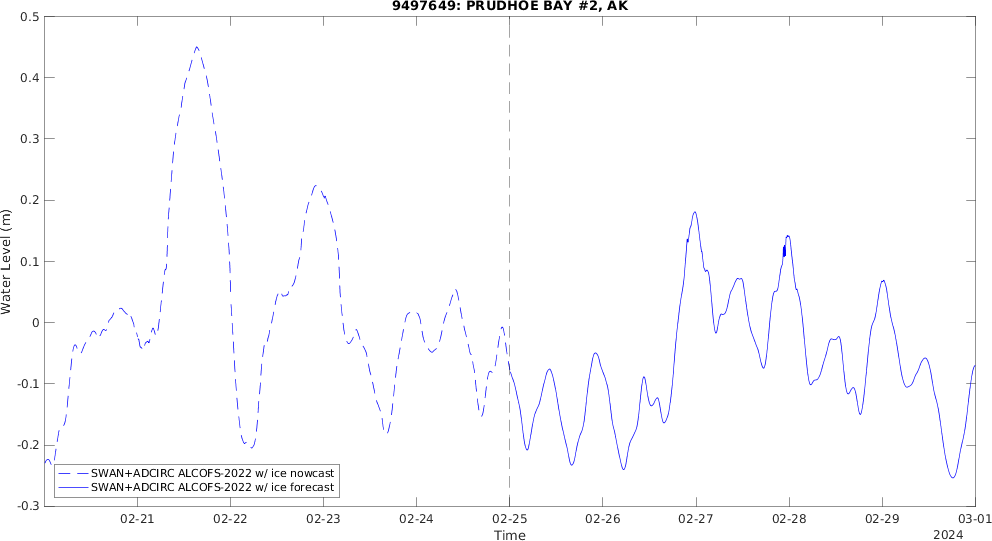 9497649: PRUDHOE BAY #2, AK
0.5
0.4
0.3
0.2
0.1
0
-0.1
-0.2
-0.3
Water Level (m)
SWAN+ADCIRC ALCOFS-2022 w/ ice nowcast
SWAN+ADCIRC ALCOFS-2022 w/ ice forecast
02-21 02-22 02-23 02-24 02-25 02-26 02-27 02-28 02-29 03-01
Time
2024